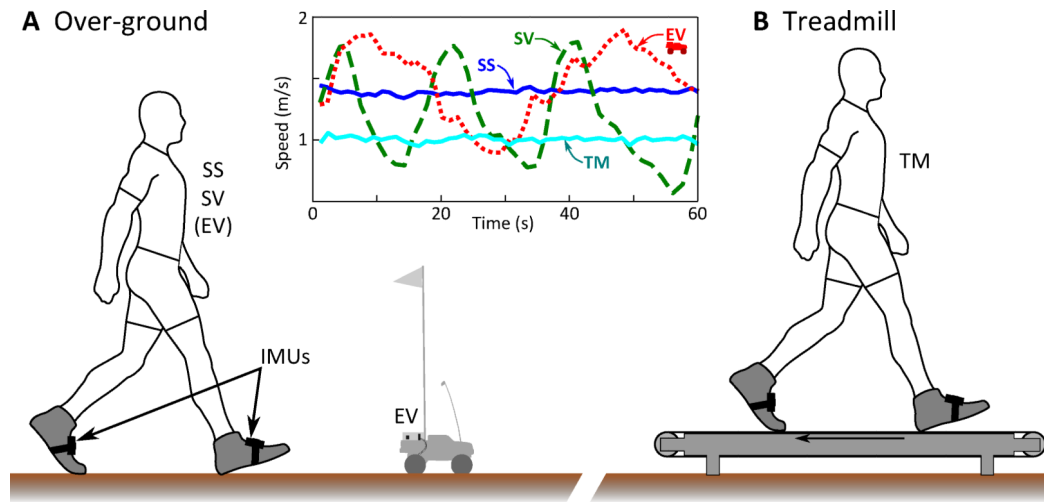 A Over-ground
SS
SV
(EV)
IMUs
EV
2
1
Speed (m/s)
0
20
40
60
Time (s)
SS
SV
EV
TM
B Treadmill
TM